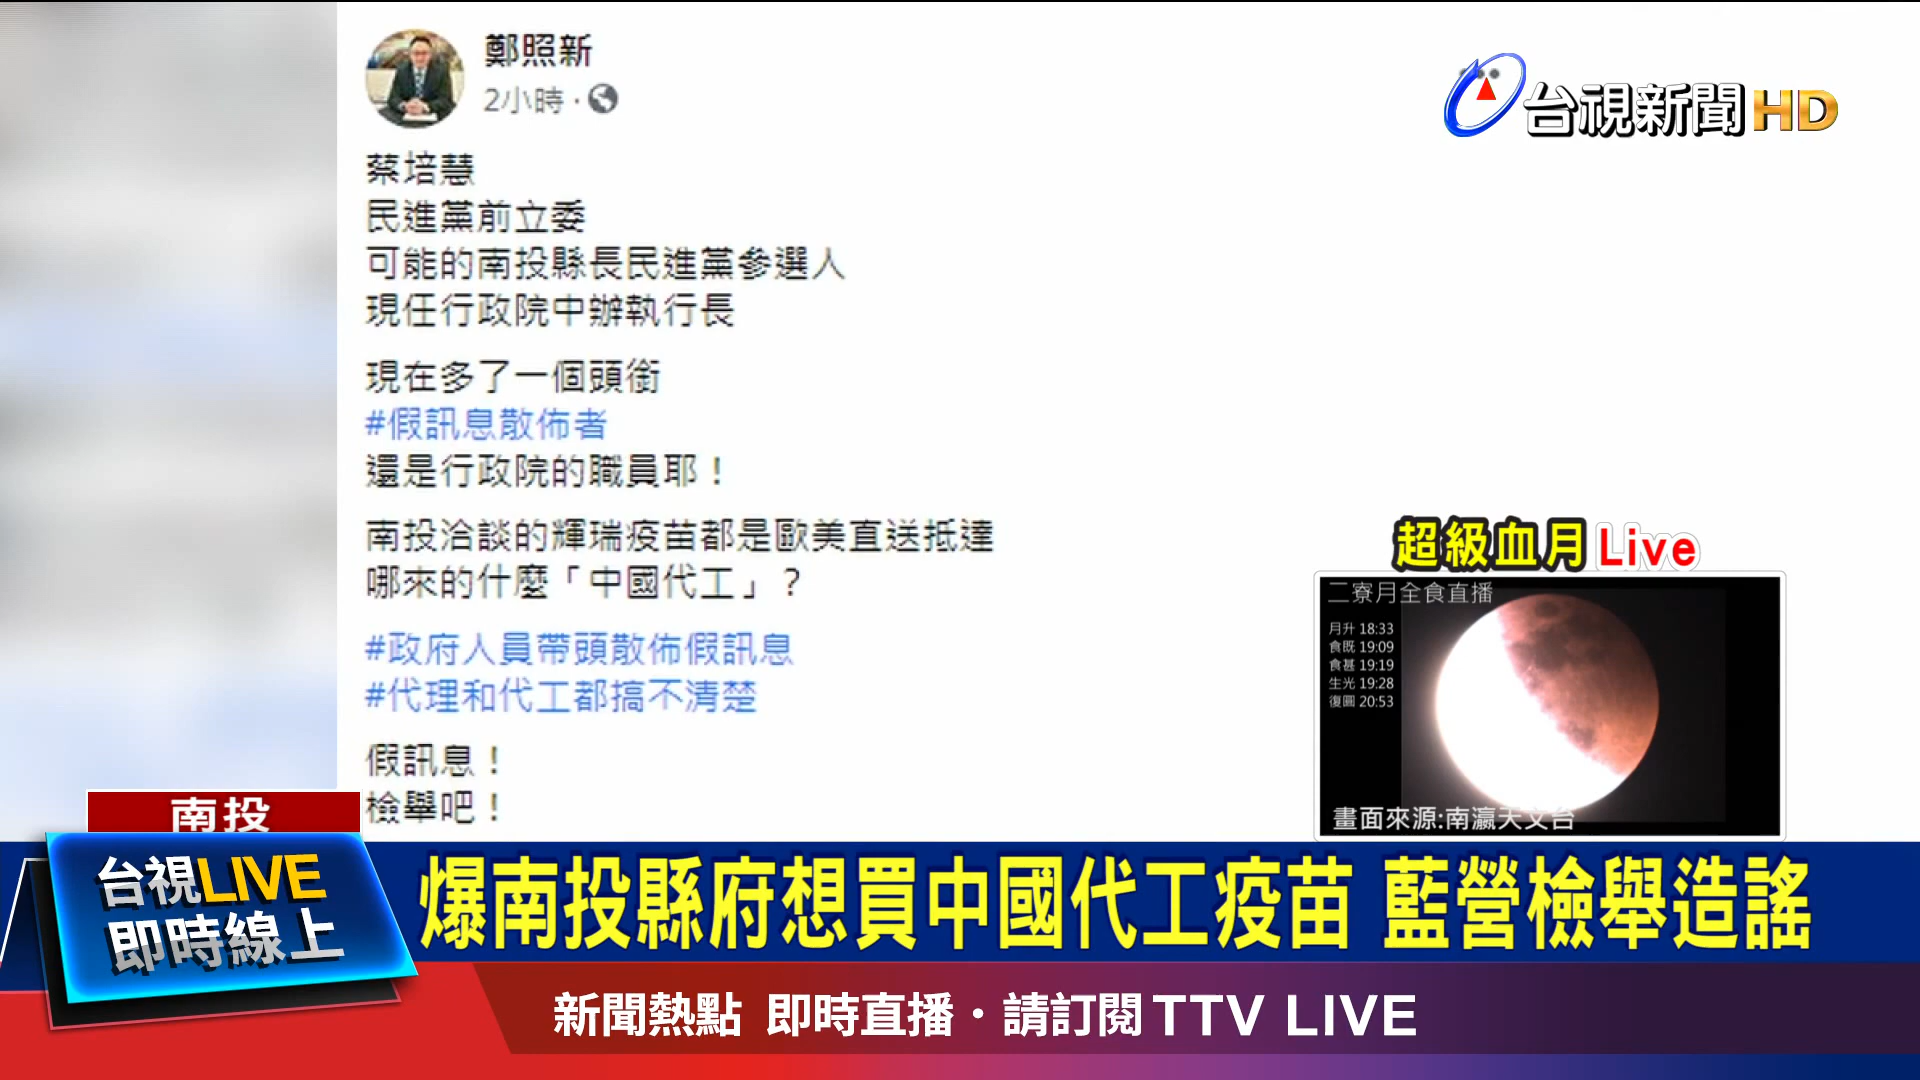 鄭照新
2小時·
台視新聞HD
蔡培慧
民進黨前立委
可能的南投縣長民進黨參選人
現任行政院中辦執行長
現在多了一個頭銜
#假訊息散佈者
還是行政院的職員耶！
南投洽談的輝瑞疫苗都是歐美直送抵達
哪來的什麼「中國代工」？
#政府人員帶頭散佈假訊息
#代理和代工都搞不清楚
假訊息！
檢舉吧！
超級血月Live
二寮月全食直播
月升 18:33
食既 19:09
食甚 19:19
生光 19:28
復圓 20:53
畫面來源:南瀛天文台
南投
台視LIVE
即時線上
爆南投縣府想買中國代工疫苗 藍營檢舉造謠
新聞熱點 即時直播·請訂閱TTV LIVE